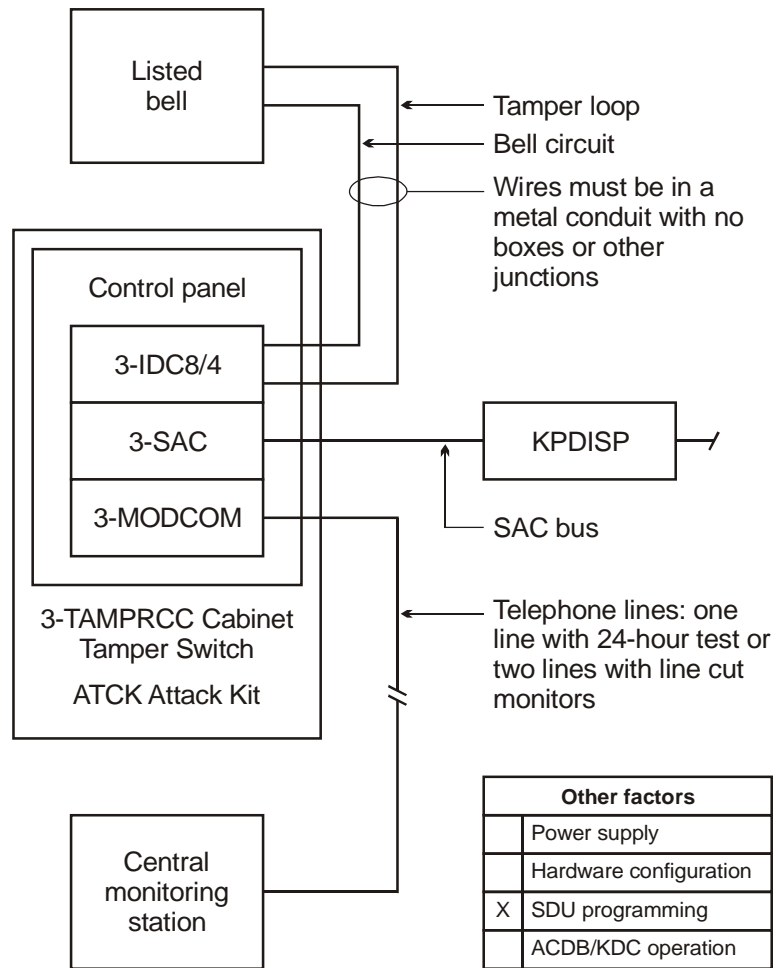 Listed
bell
Tamper loop
Bell circuit
Wires must be in a
metal conduit with no
boxes or other
junctions
Control panel
3-IDC8/4
3-SAC
KPDISP
3-MODCOM
SAC bus
3-TAMPRCC Cabinet
Tamper Switch
ATCK Attack Kit
Telephone lines: one
line with 24-hour test or
two lines with line cut
monitors
Central
monitoring
station
Other factors
Power supply
Hardware configuration
X SDU programming
ACDB/KDC operation